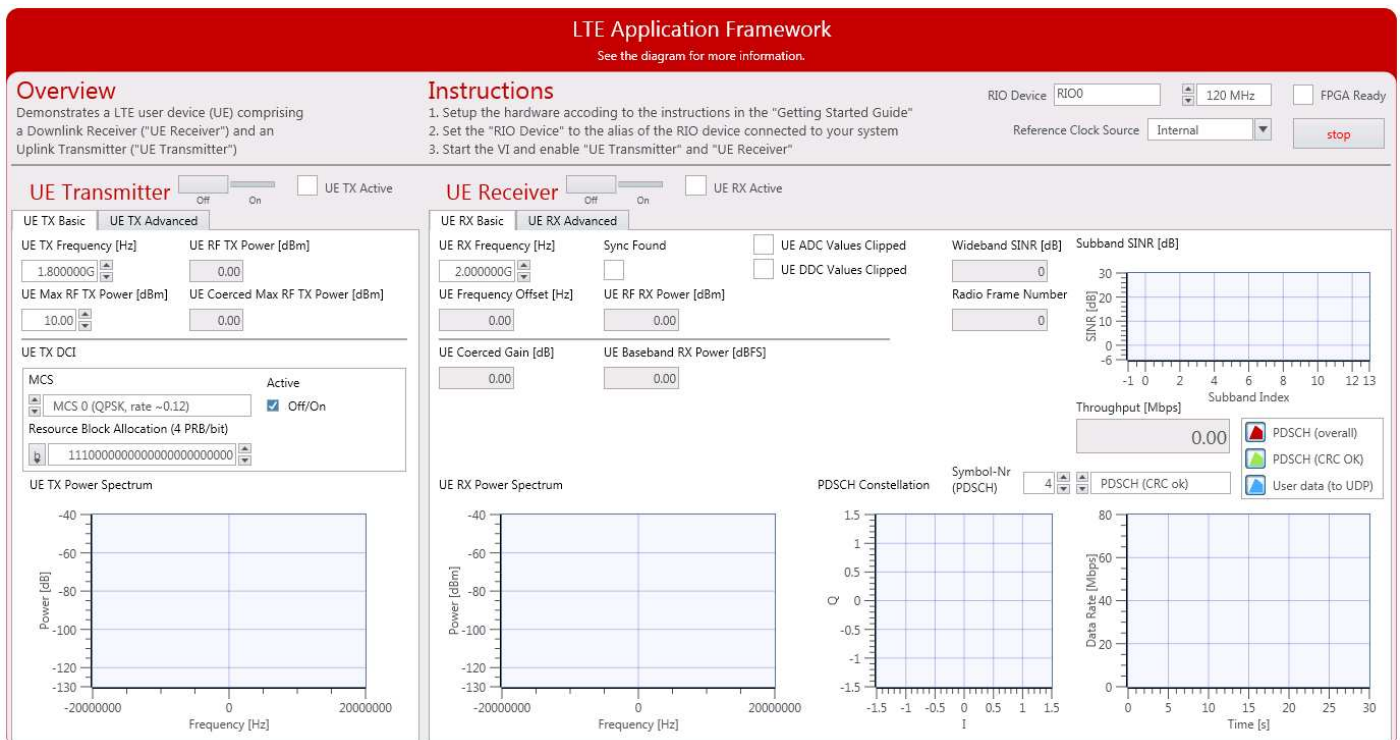 LTE Application Framework
See the diagram for more information.
Overview
Demonstrates a LTE user device (UE) comprising
a Downlink Receiver ("UE Receiver") and an
Uplink Transmitter ("UE Transmitter")
Instructions
1. Setup the hardware accoding to the instructions in the "Getting Started Guide"
2. Set the "RIO Device" to the alias of the RIO device connected to your system
3. Start the VI and enable "UE Transmitter" and "UE Receiver"
RIO Device RIO0 120 MHz FPGA Ready
Reference Clock Source Internal stop
UE Transmitter Off On UE TX Active
UE TX Basic UE TX Advanced
UE TX Frequency [Hz] UE RF TX Power [dBm]
1.800000G 0.00
UE Max RF TX Power [dBm] UE Coerced Max RF TX Power [dBm]
10.00 0.00
UE TX DCI
MCS Active
MCS 0 (QPSK, rate ~0.12) Off/On
Resource Block Allocation (4 PRB/bit)
b 1110000000000000000000000
UE TX Power Spectrum
-40
-60
-80
-100
-120
-130
Power [dB]
-20000000 0 20000000
Frequency [Hz]
UE Receiver Off On UE RX Active
UE RX Basic UE RX Advanced
UE RX Frequency [Hz] Sync Found UE ADC Values Clipped
2.000000G UE DDC Values Clipped
UE Frequency Offset [Hz] UE RF RX Power [dBm]
0.00 0.00
UE Coerced Gain [dB] UE Baseband RX Power [dBFS]
0.00 0.00
Wideband SINR [dB]
0
Radio Frame Number
0
Subband SINR [dB]
30
20
10
0
-6
SINR [dB]
-1 0 2 4 6 8 10 12 13
Subband Index
Throughput [Mbps]
0.00
PDSCH (overall)
PDSCH (CRC OK)
User data (to UDP)
UE RX Power Spectrum
-40
-60
-80
-100
-120
-130
Power [dBm]
-20000000 0 20000000
Frequency [Hz]
PDSCH Constellation
Symbol-Nr
(PDSCH) 4 PDSCH (CRC ok)
1.5
1
0.5
0
-0.5
-1
-1.5
Q
-1.5 -1 -0.5 0 0.5 1 1.5
I
80
60
40
20
0
Data Rate [Mbps]
0 5 10 15 20 25 30
Time [s]